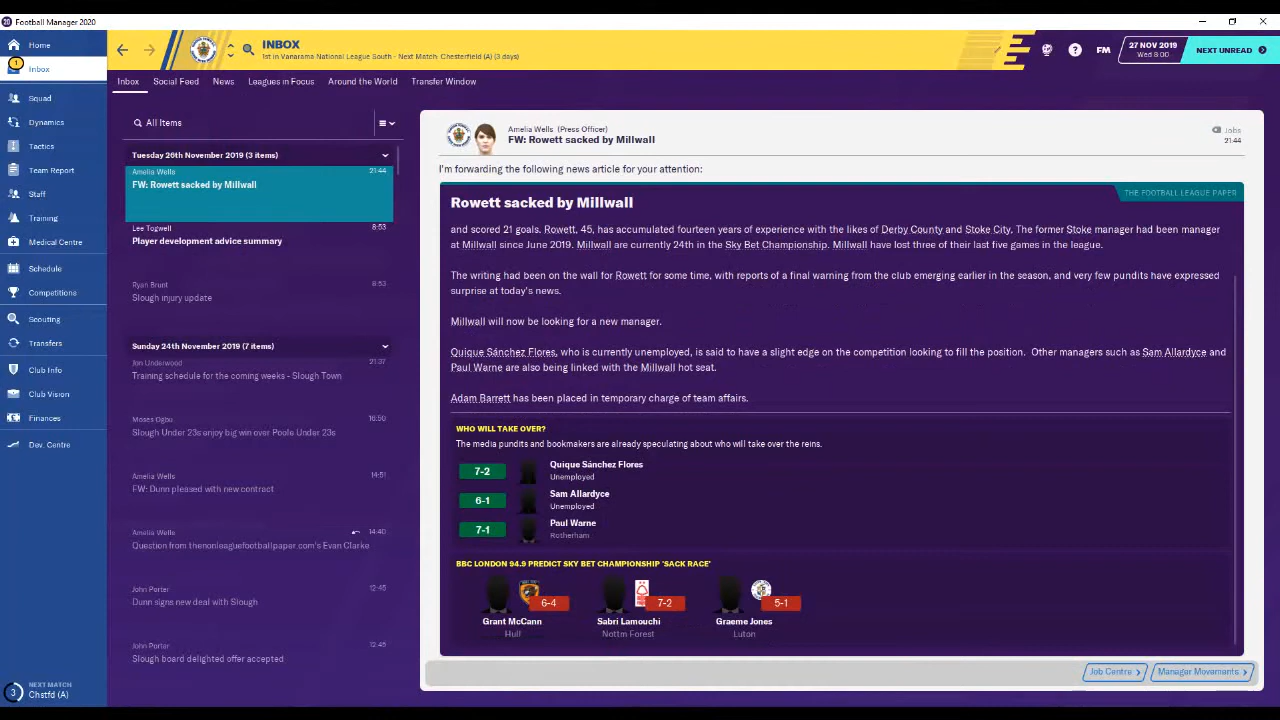 20 Football Manager 2020
Home
1
Inbox
Squad
Dynamics
Tactics
Team Report
Staff
Training
Medical Centre
Schedule
Competitions
Scouting
Transfers
Club Info
Club Vision
Finances
Dev. Centre
3 NEXT MATCH
Chstfd (A)
INBOX
1st in Vanarama National League South - Next Match: Chesterfield (A) (3 days)
? FM 27 NOV 2019
Wed 8:00
NEXT UNREAD
Inbox Social Feed News Leagues in Focus Around the World Transfer Window
All Items
Tuesday 26th November 2019 (3 items)
Amelia Wells 21:44
FW: Rowett sacked by Millwall
Lee Togwell 8:53
Player development advice summary
Ryan Brunt 8:53
Slough injury update
Sunday 24th November 2019 (7 items)
Jon Underwood 21:37
Training schedule for the coming weeks - Slough Town
Moses Ogbu 16:50
Slough Under 23s enjoy big win over Poole Under 23s
Amelia Wells 14:51
FW: Dunn pleased with new contract
Amelia Wells 14:40
Question from thenonleaguefootballpaper.com's Evan Clarke
John Porter 12:45
Dunn signs new deal with Slough
John Porter 12:45
Slough board delighted offer accepted
Amelia Wells (Press Officer)
FW: Rowett sacked by Millwall
Jobs
21:44
I'm forwarding the following news article for your attention:
THE FOOTBALL LEAGUE PAPER
Rowett sacked by Millwall
and scored 21 goals. Rowett, 45, has accumulated fourteen years of experience with the likes of Derby County and Stoke City. The former Stoke manager had been manager
at Millwall since June 2019. Millwall are currently 24th in the Sky Bet Championship. Millwall have lost three of their last five games in the league.
The writing had been on the wall for Rowett for some time, with reports of a final warning from the club emerging earlier in the season, and very few pundits have expressed
surprise at today's news.
Millwall will now be looking for a new manager.
Quique Sánchez Flores, who is currently unemployed, is said to have a slight edge on the competition looking to fill the position. Other managers such as Sam Allardyce and
Paul Warne are also being linked with the Millwall hot seat.
Adam Barrett has been placed in temporary charge of team affairs.
WHO WILL TAKE OVER?
The media pundits and bookmakers are already speculating about who will take over the reins.
7-2 Quique Sánchez Flores
Unemployed
6-1 Sam Allardyce
Unemployed
7-1 Paul Warne
Rotherham
BBC LONDON 94.9 PREDICT SKY BET CHAMPIONSHIP 'SACK RACE'
6-4 7-2 5-1
Grant McCann Sabri Lamouchi Graeme Jones
Hull Nottm Forest Luton
Job Centre Manager Movements